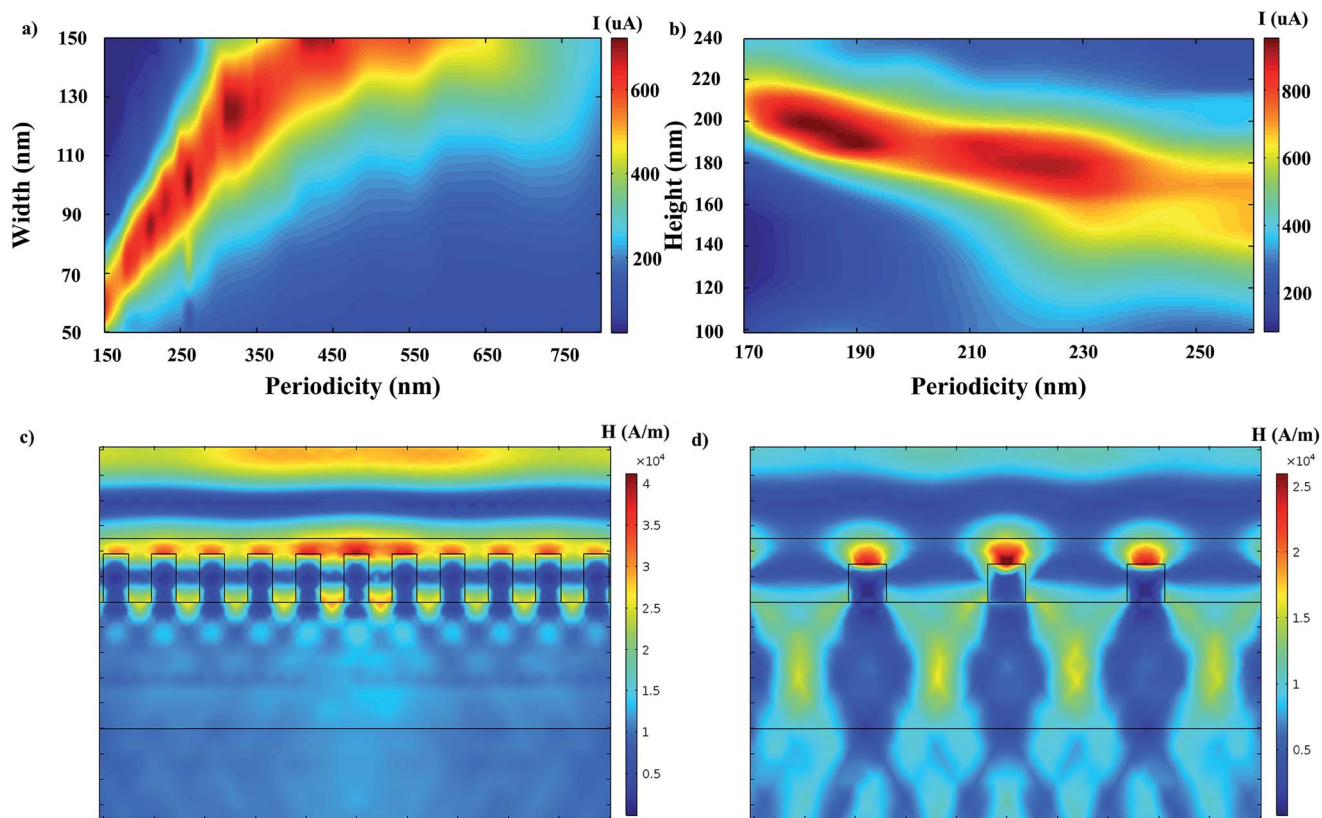 a)
I (uA)
150
130
110
90
70
50
Width (nm)
150 250 350 450 550 650 750
Periodicity (nm)
600
400
200
b)
I (uA)
240
220
200
180
160
140
120
100
Height (nm)
170 190 210 230 250
Periodicity (nm)
800
600
400
200
c)
H (A/m)
×10⁴
4
3.5
3
2.5
2
1.5
1
0.5
d)
H (A/m)
×10⁴
2.5
2
1.5
1
0.5